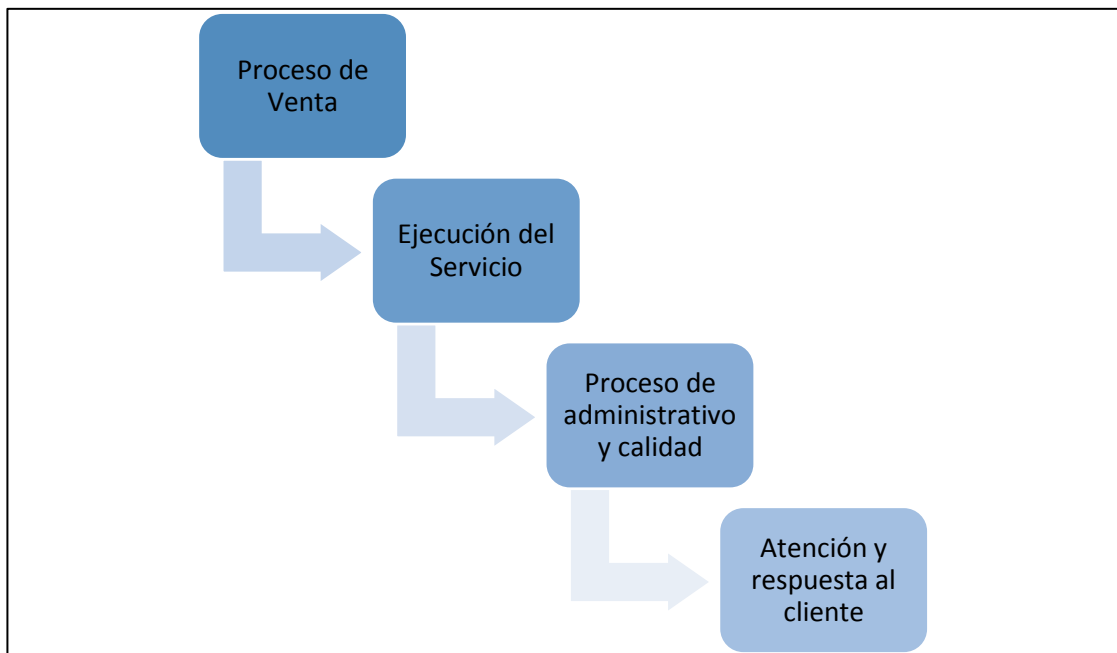 Proceso de
Venta
Ejecución del
Servicio
Proceso de
administrativo
y calidad
Atención y
respuesta al
cliente